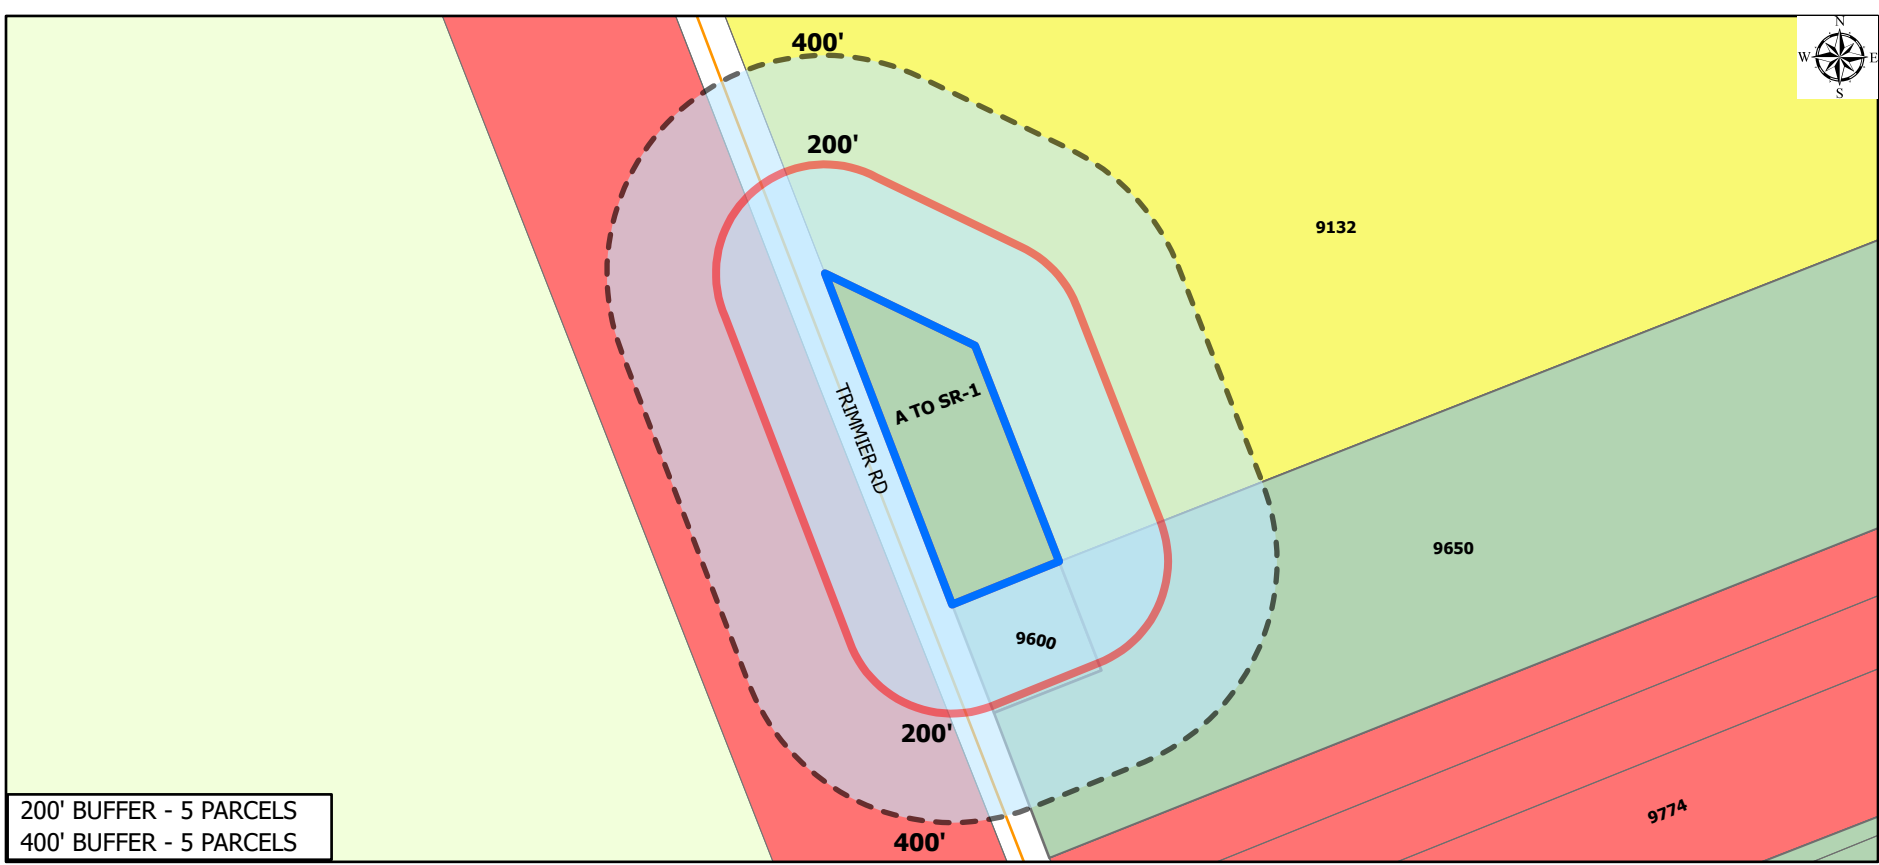 N
W E
S
400'
200'
9132
A TO SR-1
TRIMMIER RD
9650
9600
200'
9774
400'
200' BUFFER - 5 PARCELS
400' BUFFER - 5 PARCELS